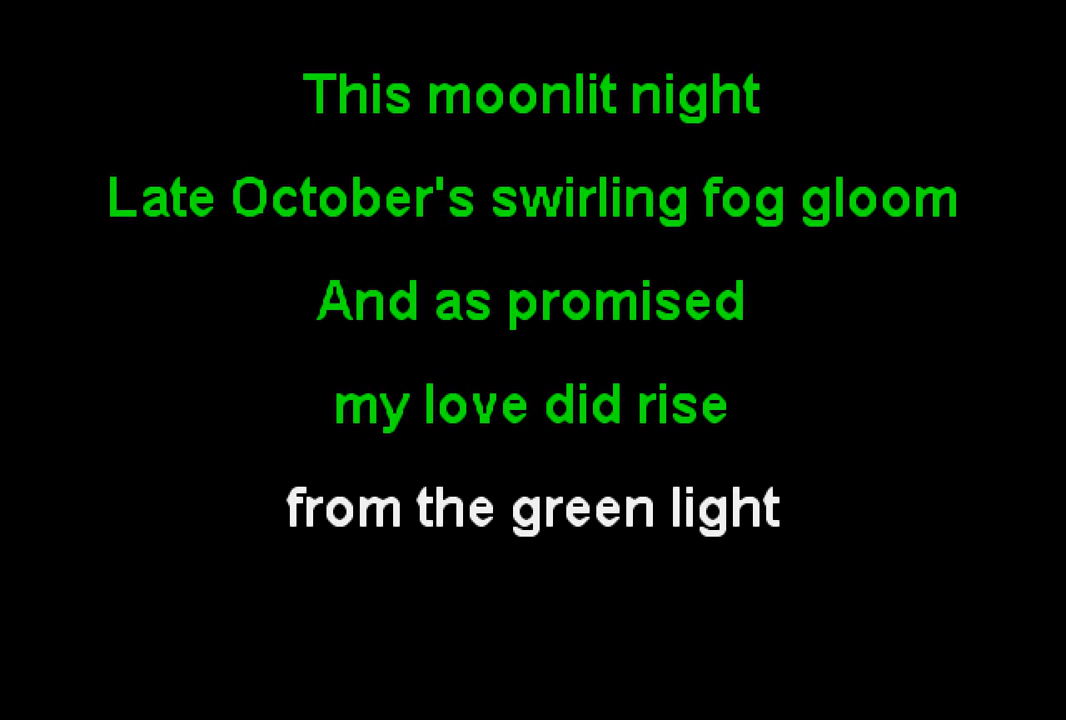 This moonlit night
Late October's swirling fog gloom
And as promised
my love did rise
from the green light